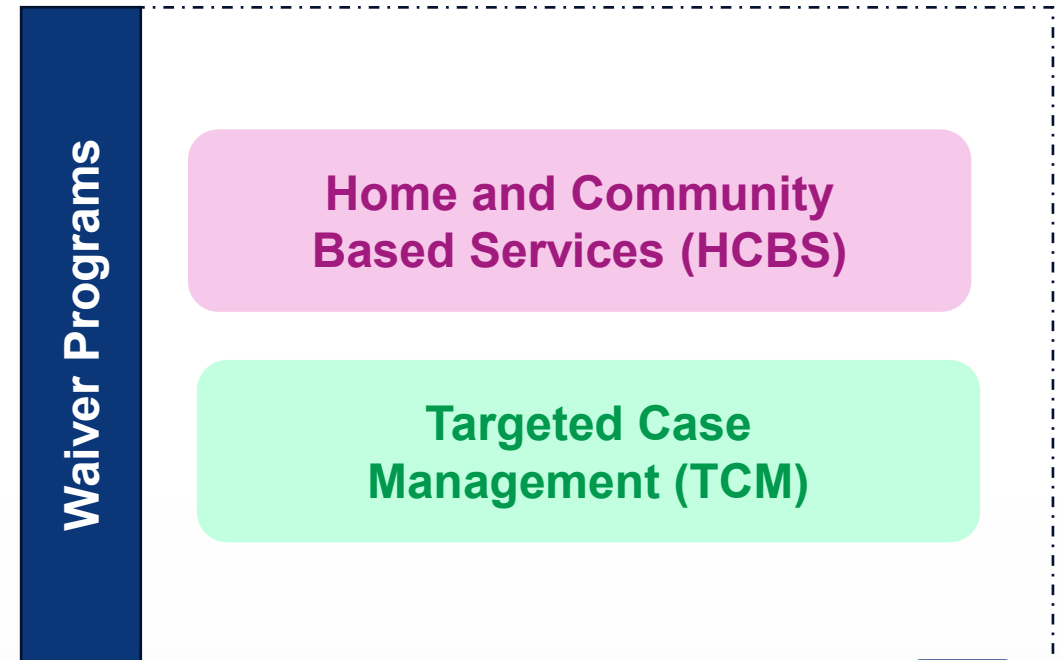 Waiver Programs
Home and Community
Based Services (HCBS)
Targeted Case
Management (TCM)